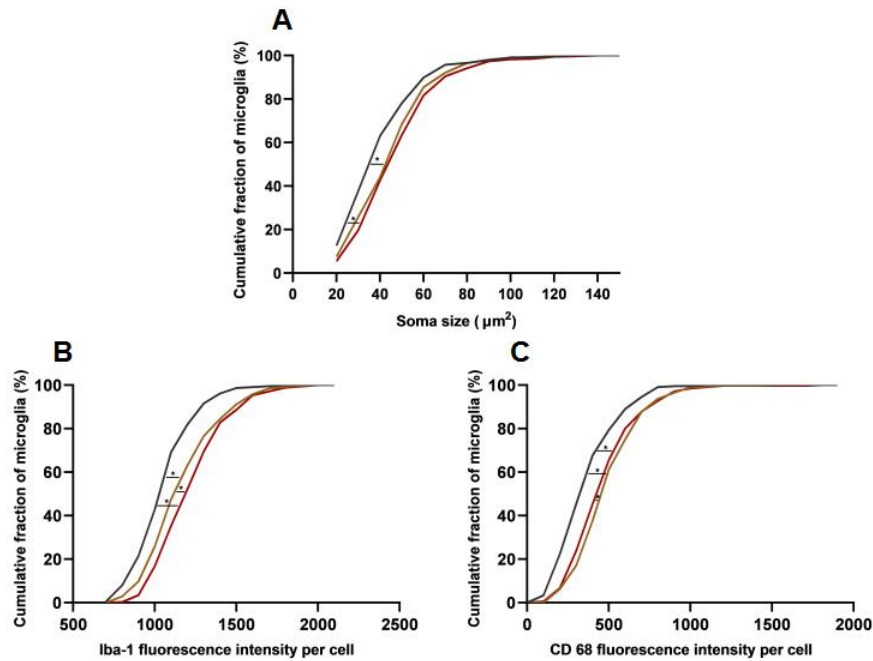 A
Cumulative fraction of microglia (%)
100
80
60
40
20
0
*
*
0 20 40 60 80 100 120 140
Soma size ( µm²)
B
Cumulative fraction of microglia (%)
100
80
60
40
20
0
*
*
*
500 1000 1500 2000 2500
Iba-1 fluorescence intensity per cell
C
Cumulative fraction of microglia (%)
100
80
60
40
20
0
*
*
*
0 500 1000 1500 2000
CD 68 fluorescence intensity per cell